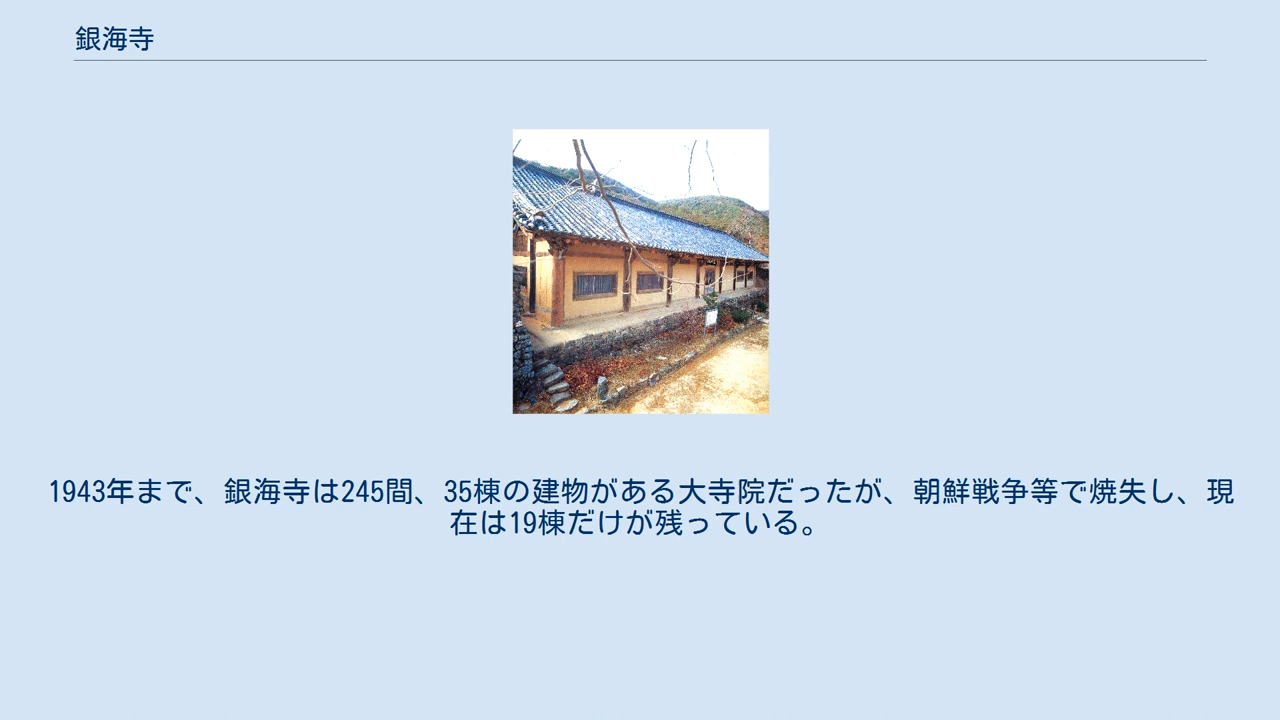 銀海寺
1943年まで、銀海寺は245間、35棟の建物がある大寺院だったが、朝鮮戦争等で焼失し、現
在は19棟だけが残っている。